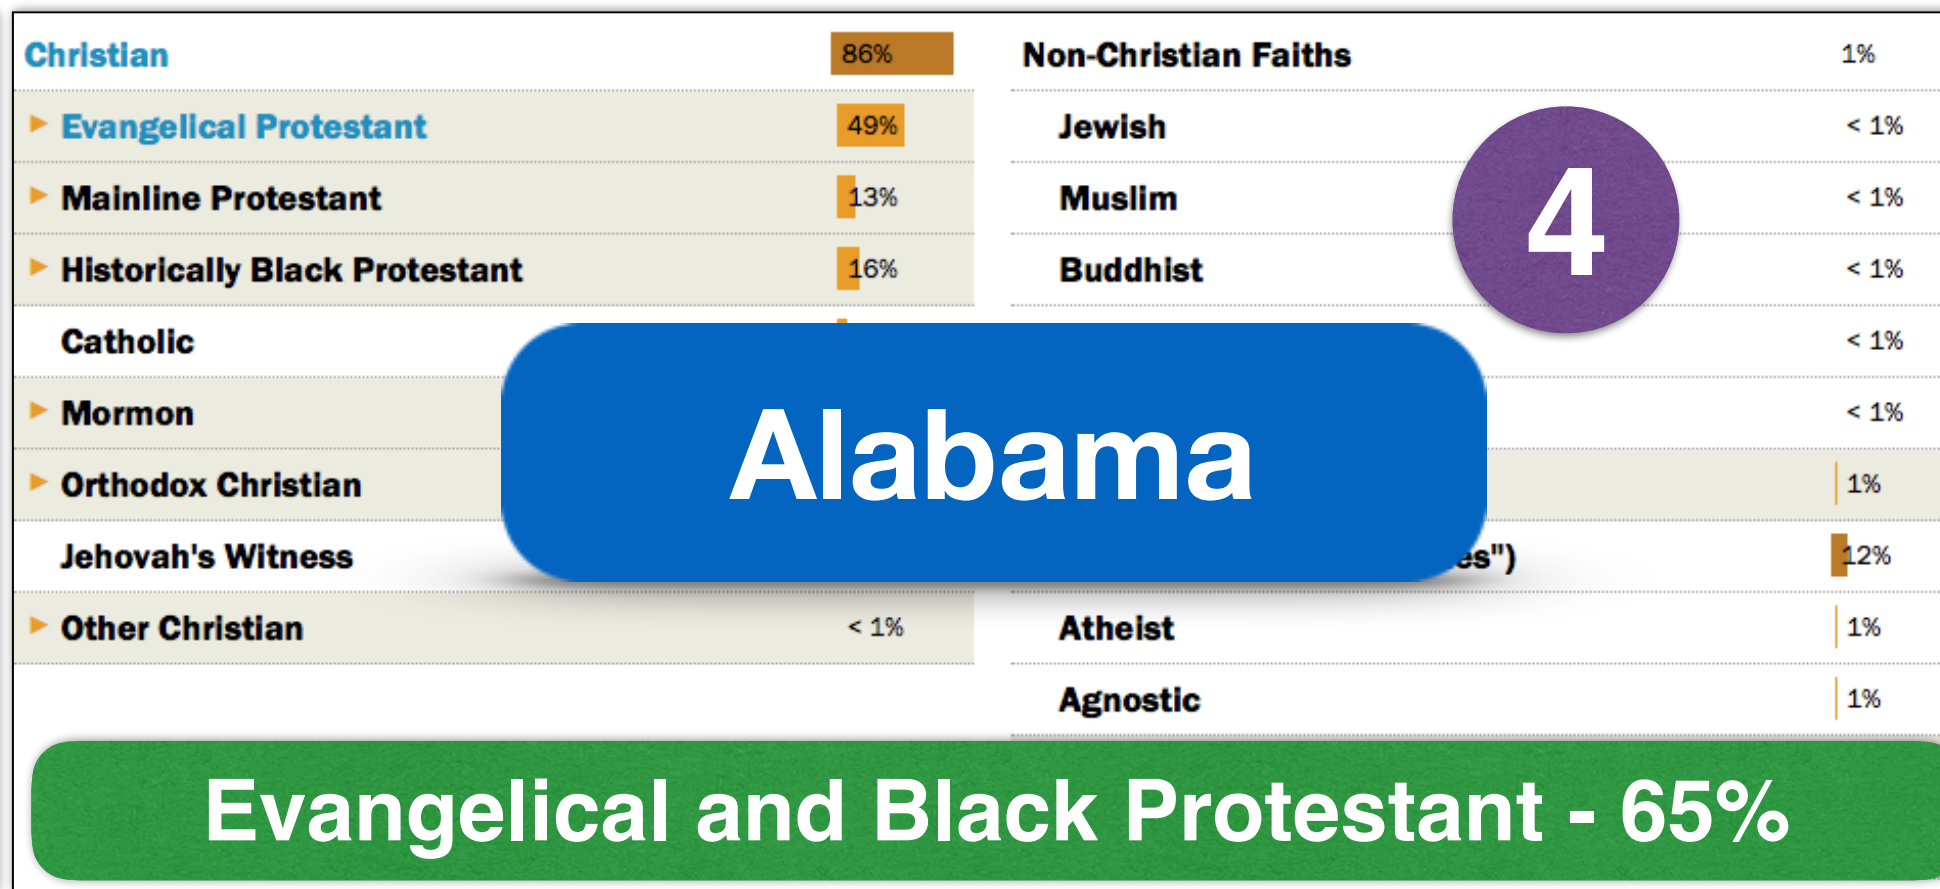 Christian 86%
Evangelical Protestant 49%
Mainline Protestant 13%
Historically Black Protestant 16%
Catholic
Mormon
Orthodox Christian
Jehovah's Witness
Other Christian < 1%
Non-Christian Faiths 1%
Jewish < 1%
Muslim < 1%
Buddhist < 1%
< 1%
< 1%
1%
es") 12%
Atheist 1%
Agnostic 1%
4
Alabama
Evangelical and Black Protestant - 65%